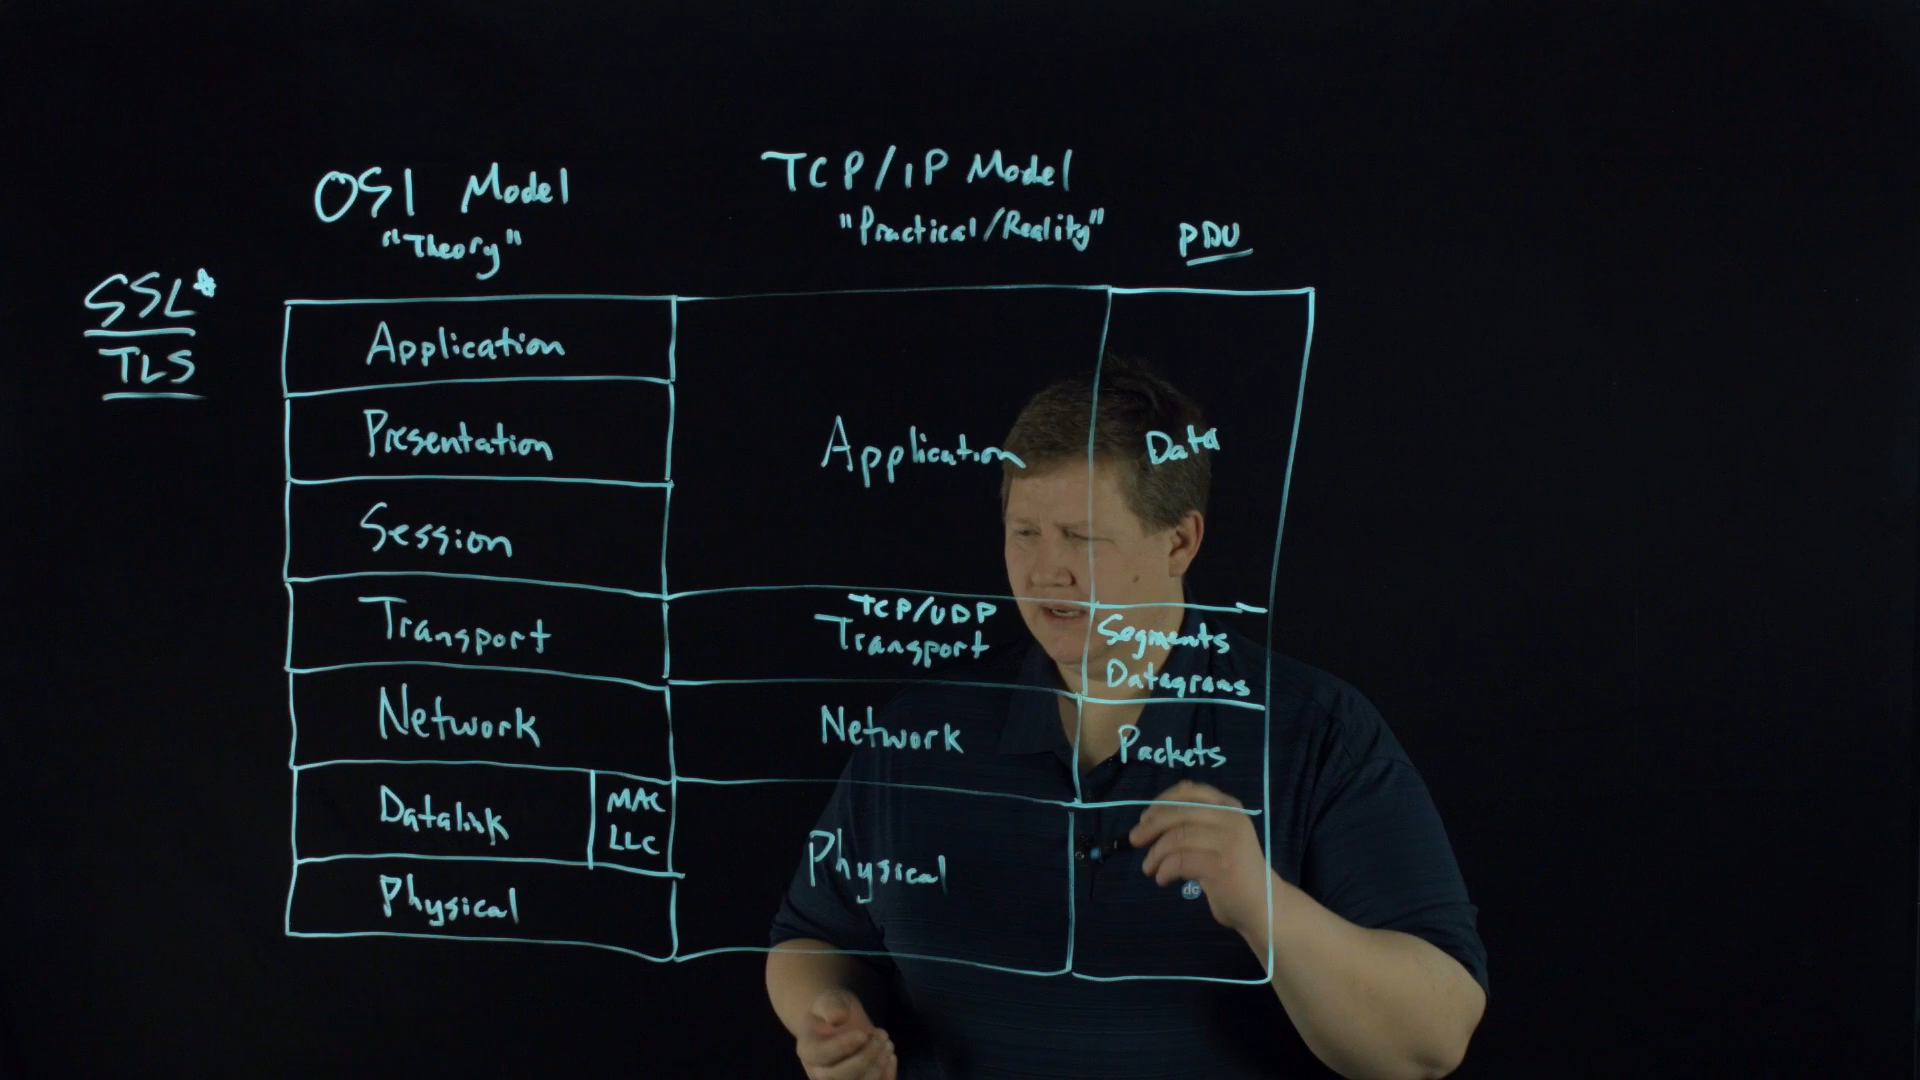 OSI Model
"Theory"
TCP/IP Model
"Practical/Reality"
PDU
SSL*
TLS
Application
Presentation
Session
Transport
Network
Datalink
MAC
LLC
Physical
Application
TCP/UDP
Transport
Network
Physical
Data
Segments
Datagrams
Packets
dc